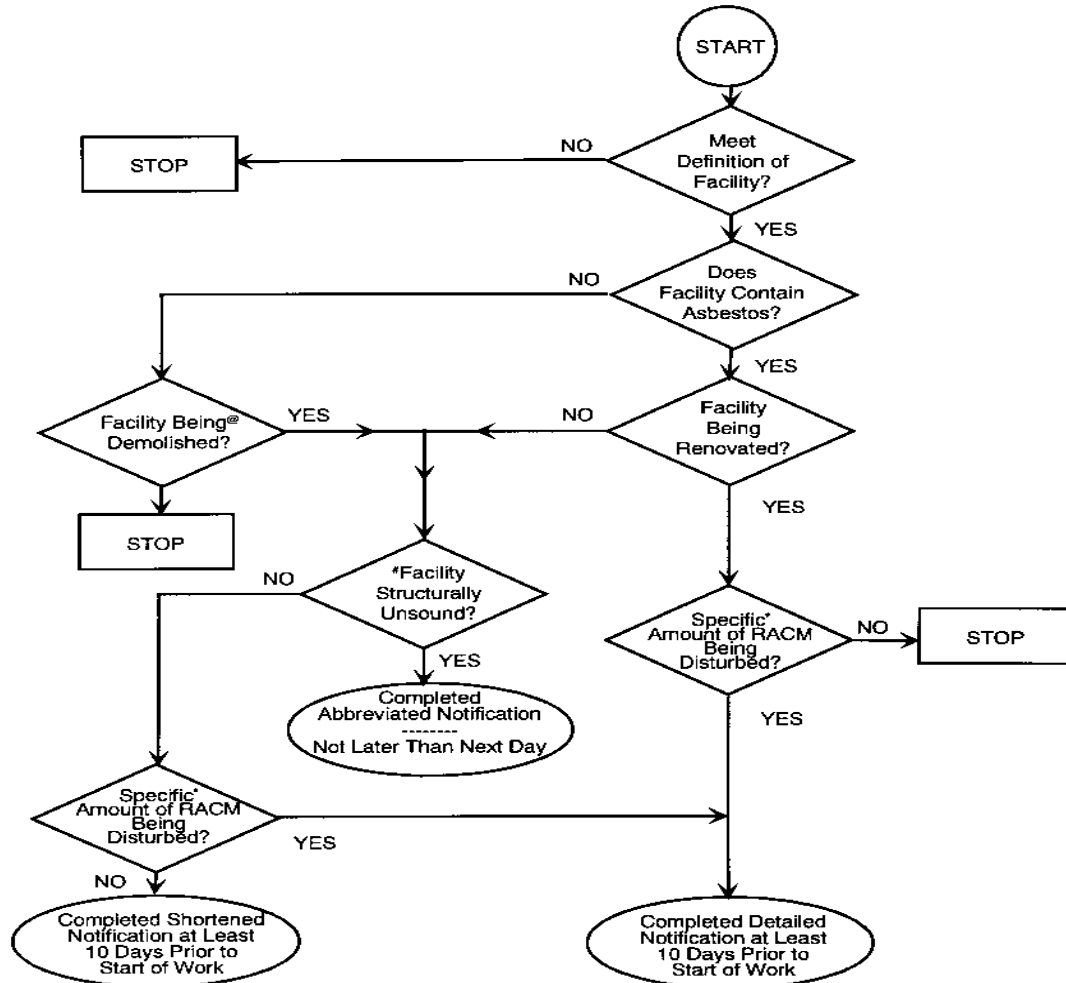 START
Meet
Definition of
Facility?
NO
STOP
YES
Does
Facility Contain
Asbestos?
NO
YES
Facility Being@
Demolished?
YES
NO
Facility
Being
Renovated?
STOP
YES
#Facility
Structurally
Unsound?
NO
YES
Specific*
Amount of RACM
Being
Disturbed?
NO
STOP
YES
Completed
Abbreviated Notification
--------
Not Later Than Next Day
Specific*
Amount of RACM
Being
Disturbed?
YES
NO
Completed Shortened
Notification at Least
10 Days Prior to
Start of Work
Completed Detailed
Notification at Least
10 Days Prior to
Start of Work